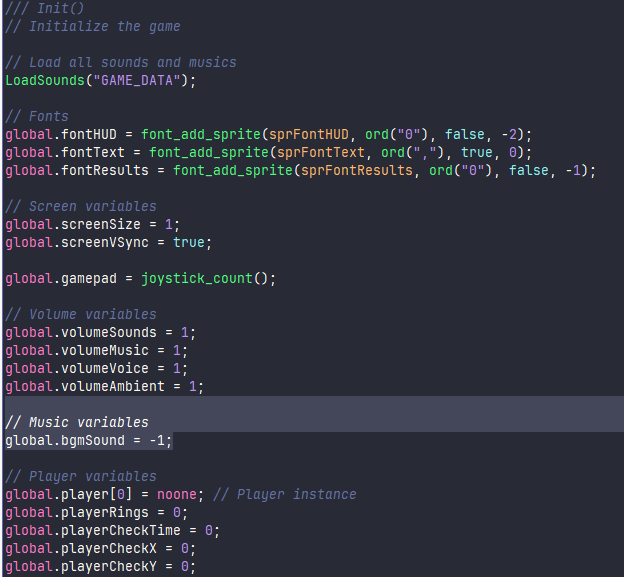 /// Init()
// Initialize the game
// Load all sounds and musics
LoadSounds("GAME_DATA");
// Fonts
global.fontHUD = font_add_sprite(sprFontHUD, ord("0"), false, -2);
global.fontText = font_add_sprite(sprFontText, ord(","), true, 0);
global.fontResults = font_add_sprite(sprFontResults, ord("0"), false, -1);
// Screen variables
global.screenSize = 1;
global.screenVSync = true;
global.gamepad = joystick_count();
// Volume variables
global.volumeSounds = 1;
global.volumeMusic = 1;
global.volumeVoice = 1;
global.volumeAmbient = 1;
// Music variables
global.bgmSound = -1;
// Player variables
global.player[0] = noone; // Player instance
global.playerRings = 0;
global.playerCheckTime = 0;
global.playerCheckX = 0;
global.playerCheckY = 0;